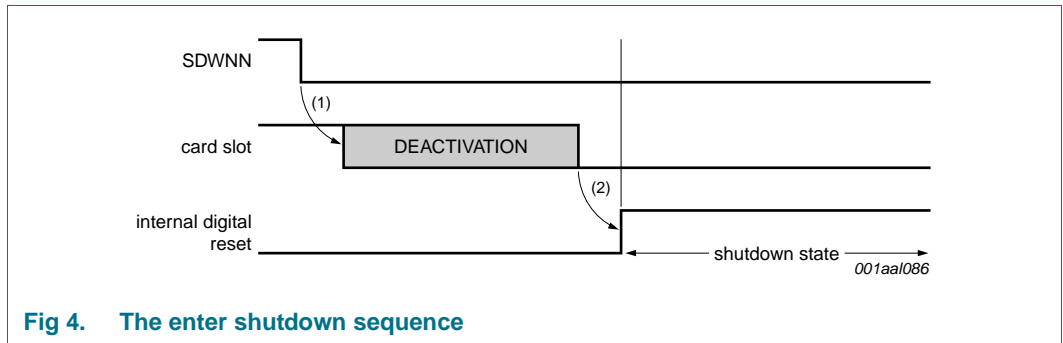 SDWNN
(1)
card slot
DEACTIVATION
(2)
internal digital
reset
shutdown state
001aal086
Fig 4. The enter shutdown sequence